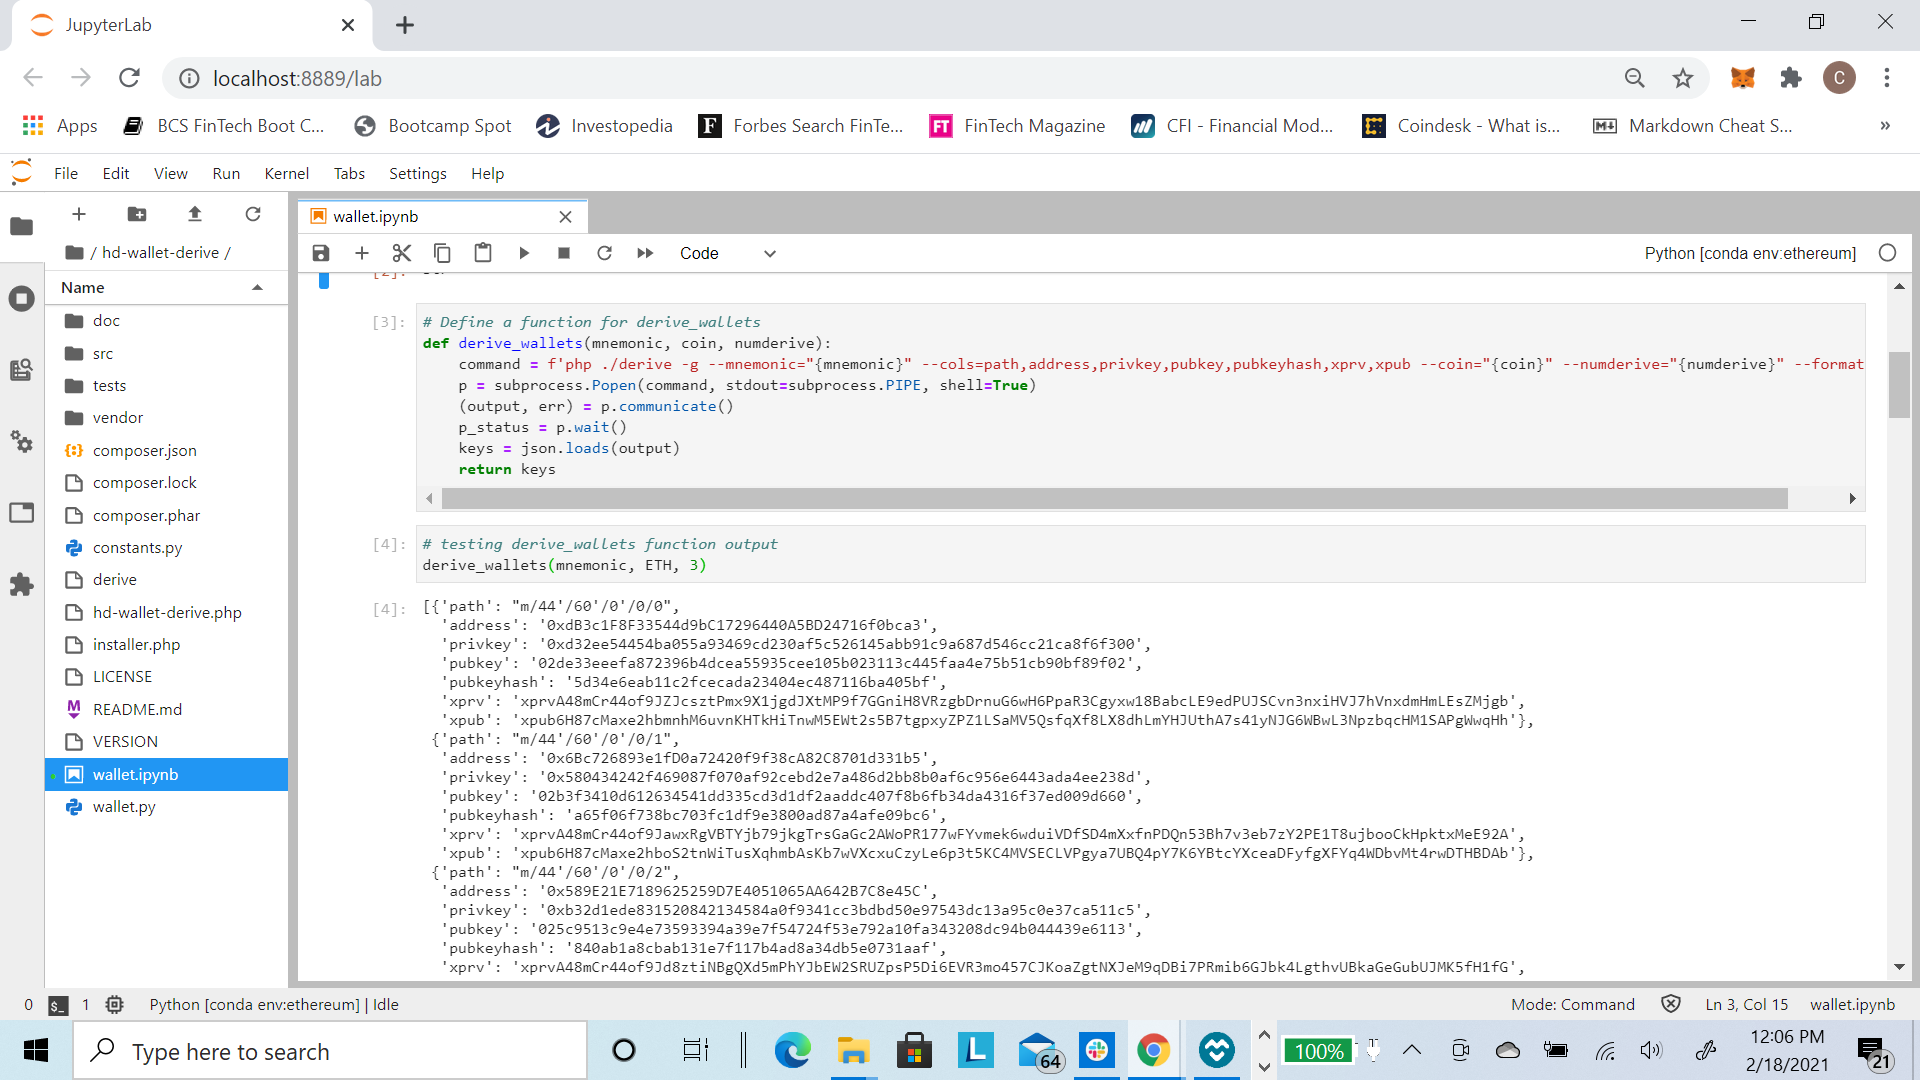 JupyterLab
localhost:8889/lab
C
Apps
BCS FinTech Boot C...
Bootcamp Spot
Investopedia
F Forbes Search FinTe...
FT FinTech Magazine
CFI - Financial Mod...
Coindesk - What is...
Markdown Cheat S...
»
File Edit View Run Kernel Tabs Settings Help
wallet.ipynb
/ hd-wallet-derive /
Code
Python [conda env:ethereum]
Name
doc
src
tests
vendor
composer.json
composer.lock
composer.phar
constants.py
derive
hd-wallet-derive.php
installer.php
LICENSE
README.md
VERSION
wallet.ipynb
wallet.py
[3]:
# Define a function for derive_wallets
def derive_wallets(mnemonic, coin, numderive):
command = f'php ./derive -g --mnemonic="{mnemonic}" --cols=path,address,privkey,pubkey,pubkeyhash,xprv,xpub --coin="{coin}" --numderive="{numderive}" --format
p = subprocess.Popen(command, stdout=subprocess.PIPE, shell=True)
(output, err) = p.communicate()
p_status = p.wait()
keys = json.loads(output)
return keys
[4]:
# testing derive_wallets function output
derive_wallets(mnemonic, ETH, 3)
[4]:
[{'path': "m/44'/60'/0'/0/0",
'address': '0xdB3c1F8F33544d9bC17296440A5BD24716f0bca3',
'privkey': '0xd32ee54454ba055a93469cd230af5c526145abb91c9a687d546cc21ca8f6f300',
'pubkey': '02de33eeefa872396b4dcea55935cee105b023113c445faa4e75b51cb90bf89f02',
'pubkeyhash': '5d34e6eab11c2fcecada23404ec487116ba405bf',
'xprv': 'xprvA48mCr44of9JZJcsztPmx9X1jgdJXtMP9f7GGniH8VRzgbDrnuG6wH6PpaR3Cgyxw18BabcLE9edPUJSCvn3nxiHVJ7hVnxdmHmLEsZMjgb',
'xpub': 'xpub6H87cMaxe2hbmnhM6uvnKHTkHiTnwM5EWt2s5B7tgpxyZPZ1LSaMV5QsfqXf8LX8dhLmYHJUthA7s41yNJG6WBwL3NpzbqcHM1SAPgWwqHh'},
{'path': "m/44'/60'/0'/0/1",
'address': '0x6Bc726893e1fD0a72420f9f38cA82C8701d331b5',
'privkey': '0x580434242f469087f070af92cebd2e7a486d2bb8b0af6c956e6443ada4ee238d',
'pubkey': '02b3f3410d612634541dd335cd3d1df2aaddc407f8b6fb34da4316f37ed009d660',
'pubkeyhash': 'a65f06f738bc703fc1df9e3800ad87a4afe09bc6',
'xprv': 'xprvA48mCr44of9JawxRgVBTYjb79jkgTrsGaGc2AWoPR177wFYvmek6wduiVDfSD4mXxfnPDQn53Bh7v3eb7zY2PE1T8ujbooCkHpktxMeE92A',
'xpub': 'xpub6H87cMaxe2hboS2tnWiTusXqhmbAsKb7wVXcxuCzyLe6p3t5KC4MVSECLVPgya7UBQ4pY7K6YBtcYXceaDFyfgXFYq4WDbvMt4rwDTHBDAb'},
{'path': "m/44'/60'/0'/0/2",
'address': '0x589E21E7189625259D7E4051065AA642B7C8e45C',
'privkey': '0xb32d1ede831520842134584a0f9341cc3bdbd50e97543dc13a95c0e37ca511c5',
'pubkey': '025c9513c9e4e73593394a39e7f54724f53e792a10fa343208dc94b044439e6113',
'pubkeyhash': '840ab1a8cbab131e7f117b4ad8a34db5e0731aaf',
'xprv': 'xprvA48mCr44of9Jd8ztiNBgQXd5mPhYJbEW2SRUZpsP5Di6EVR3mo457CJKoaZgtNXJeM9qDBi7PRmib6GJbk4LgthvUBkaGeGubUJMK5fH1fG',
0 1 Python [conda env:ethereum] | Idle
Mode: Command
Ln 3, Col 15
wallet.ipynb
Type here to search
L
64
100%
12:06 PM
2/18/2021
21